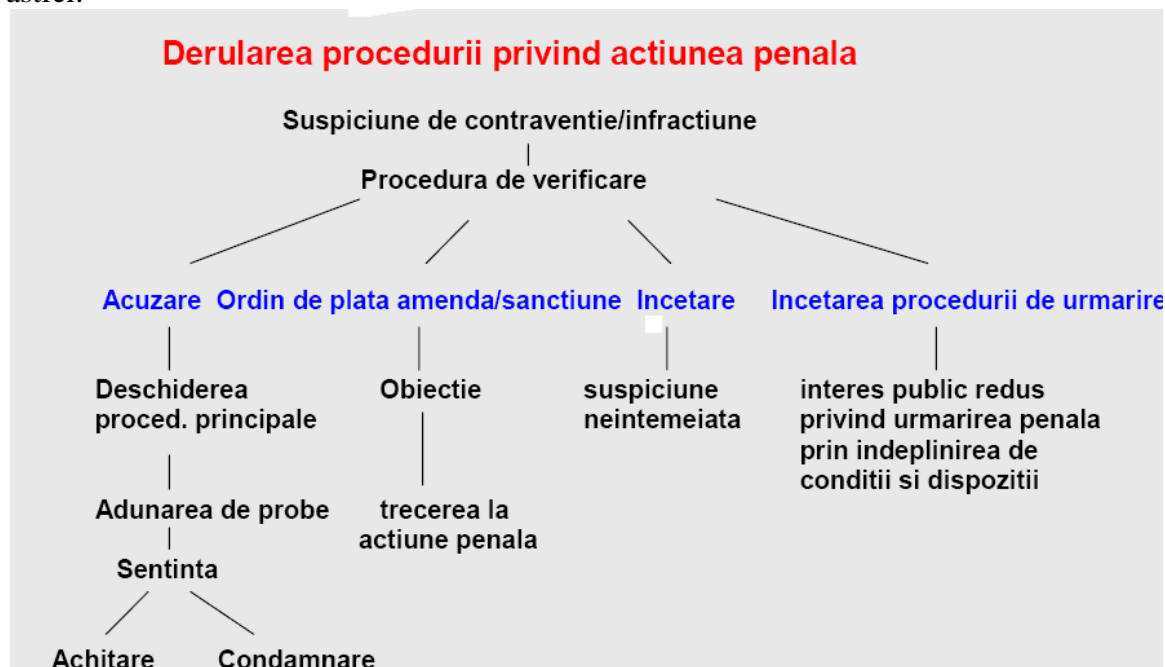 astfel:
Derularea procedurii privind actiunea penala
Suspiciune de contraventie/infractiune
Procedura de verificare
Acuzare Ordin de plata amenda/sanctiune Incetare Incetarea procedurii de urmarire
Deschiderea
proced. principale
Obiectie
suspiciune
neintemeiata
interes public redus
privind urmarirea penala
prin indeplinirea de
conditii si dispozitii
Adunarea de probe
trecerea la
actiune penala
Sentinta
Achitare Condamnare